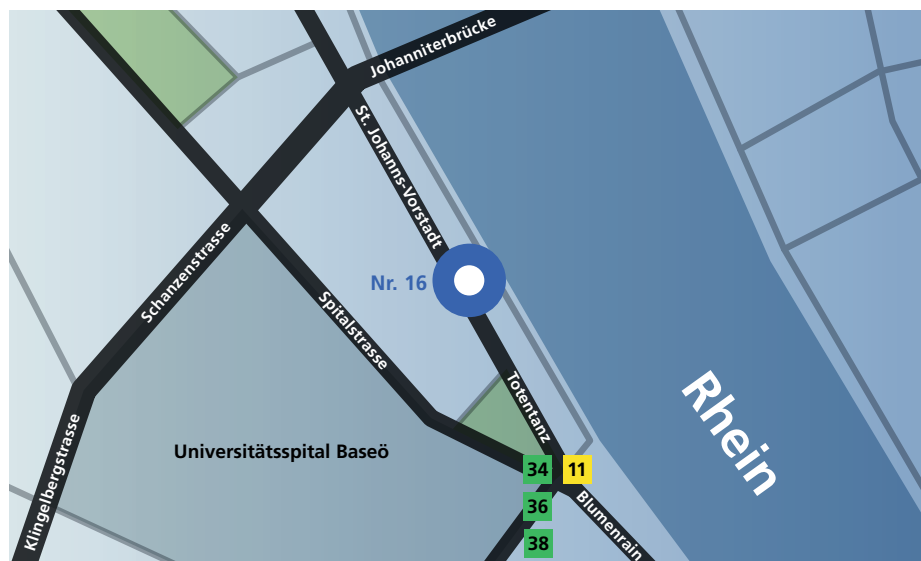 Johanniterbrücke
St. Johanns-Vorstadt
Schanzenstrasse
Nr. 16
Spitalstrasse
Totentanz
Rhein
Klingelbergstrasse
Universitätsspital Baseö
34
11
36
Blumenrain
38